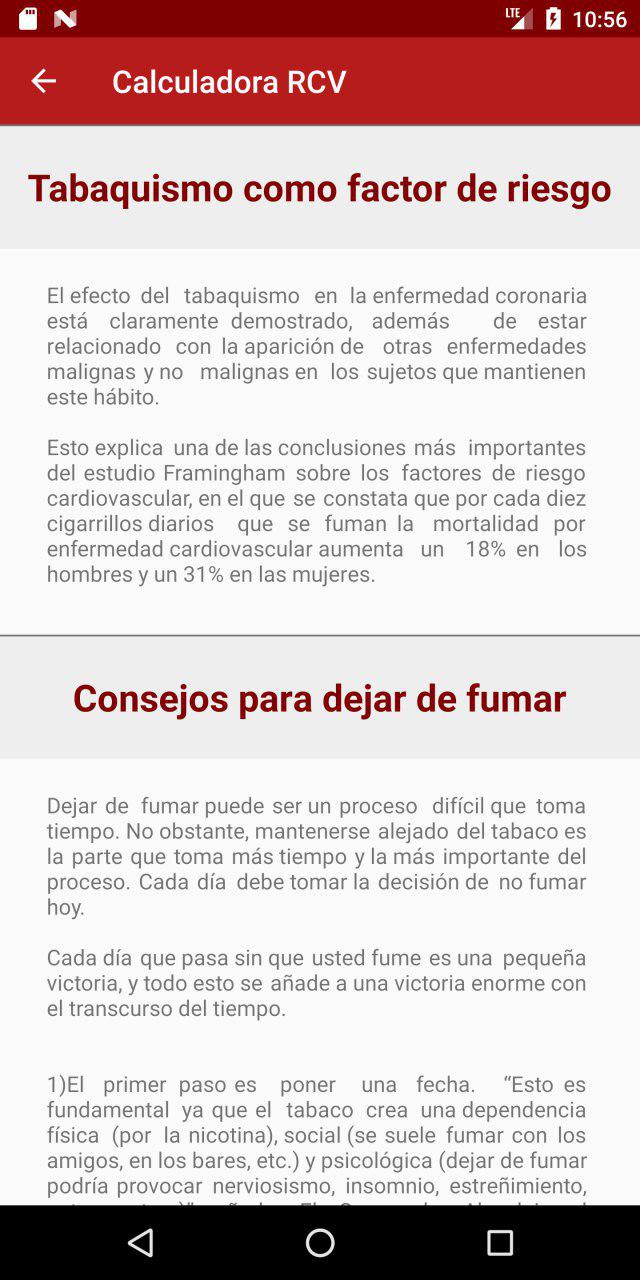 LTE 10:56
Calculadora RCV
Tabaquismo como factor de riesgo
El efecto del tabaquismo en la enfermedad coronaria
está claramente demostrado, además de estar
relacionado con la aparición de otras enfermedades
malignas y no malignas en los sujetos que mantienen
este hábito.
Esto explica una de las conclusiones más importantes
del estudio Framingham sobre los factores de riesgo
cardiovascular, en el que se constata que por cada diez
cigarrillos diarios que se fuman la mortalidad por
enfermedad cardiovascular aumenta un 18% en los
hombres y un 31% en las mujeres.
Consejos para dejar de fumar
Dejar de fumar puede ser un proceso difícil que toma
tiempo. No obstante, mantenerse alejado del tabaco es
la parte que toma más tiempo y la más importante del
proceso. Cada día debe tomar la decisión de no fumar
hoy.
Cada día que pasa sin que usted fume es una pequeña
victoria, y todo esto se añade a una victoria enorme con
el transcurso del tiempo.
1)El primer paso es poner una fecha. “Esto es
fundamental ya que el tabaco crea una dependencia
física (por la nicotina), social (se suele fumar con los
amigos, en los bares, etc.) y psicológica (dejar de fumar
podría provocar nerviosismo, insomnio, estreñimiento,